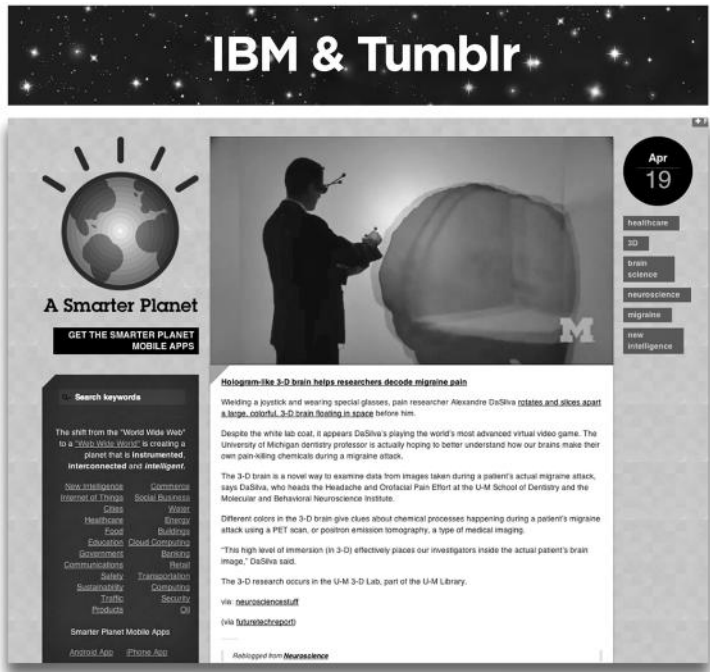 IBM & Tumblr
A Smarter Planet
GET THE SMARTER PLANET
MOBILE APPS
Search keywords
The shift from the "World Wide Web"
to a "Web Wide World" is creating a
planet that is instrumented,
interconnected and intelligent.
New Intelligence Commerce
Internet of Things Social Business
Cities Water
Healthcare Energy
Food Buildings
Education Cloud Computing
Government Banking
Communications Retail
Safety Transportation
Sustainability Computing
Traffic Security
Products Oil
Smarter Planet Mobile Apps
Android App iPhone App
M
Hologram-like 3-D brain helps researchers decode migraine pain
Wielding a joystick and wearing special glasses, pain researcher Alexandre DaSilva rotates and slices apart
a large, colorful, 3-D brain floating in space before him.
Despite the white lab coat, it appears DaSilva's playing the world's most advanced virtual video game. The
University of Michigan dentistry professor is actually hoping to better understand how our brains make their
own pain-killing chemicals during a migraine attack.
The 3-D brain is a novel way to examine data from images taken during a patient's actual migraine attack,
says DaSilva, who heads the Headache and Orofacial Pain Effort at the U-M School of Dentistry and the
Molecular and Behavioral Neuroscience Institute.
Different colors in the 3-D brain give clues about chemical processes happening during a patient's migraine
attack using a PET scan, or positron emission tomography, a type of medical imaging.
"This high level of immersion (in 3-D) effectively places our investigators inside the actual patient's brain
image," DaSilva said.
The 3-D research occurs in the U-M 3-D Lab, part of the U-M Library.
via: neurosciencestuff
(via futuretechreport)
Reblogged from Neuroscience
Apr
19
healthcare
3D
brain
science
neuroscience
migraine
new
intelligence